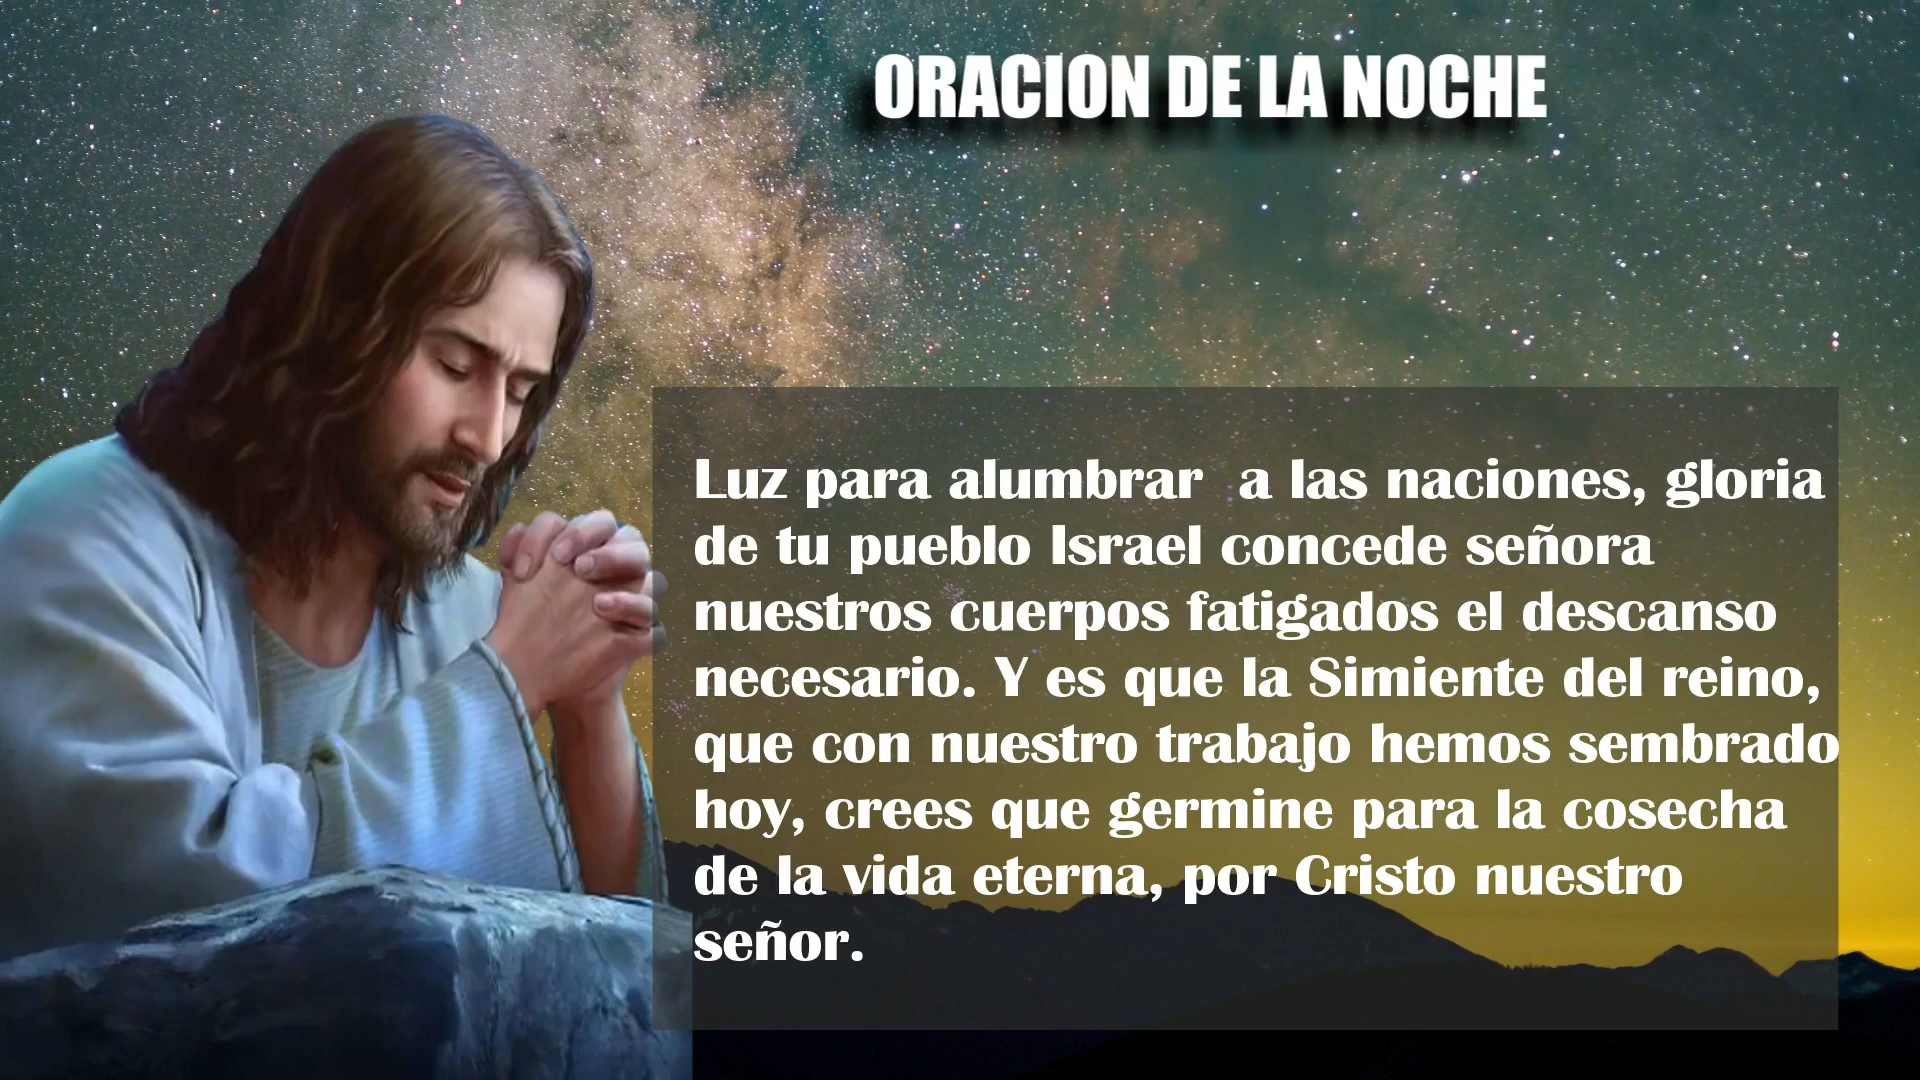 ORACION DE LA NOCHE
Luz para alumbrar  a las naciones, gloria
de tu pueblo Israel concede señora
nuestros cuerpos fatigados el descanso
necesario. Y es que la Simiente del reino,
que con nuestro trabajo hemos sembrado
hoy, crees que germine para la cosecha
de la vida eterna, por Cristo nuestro
señor.